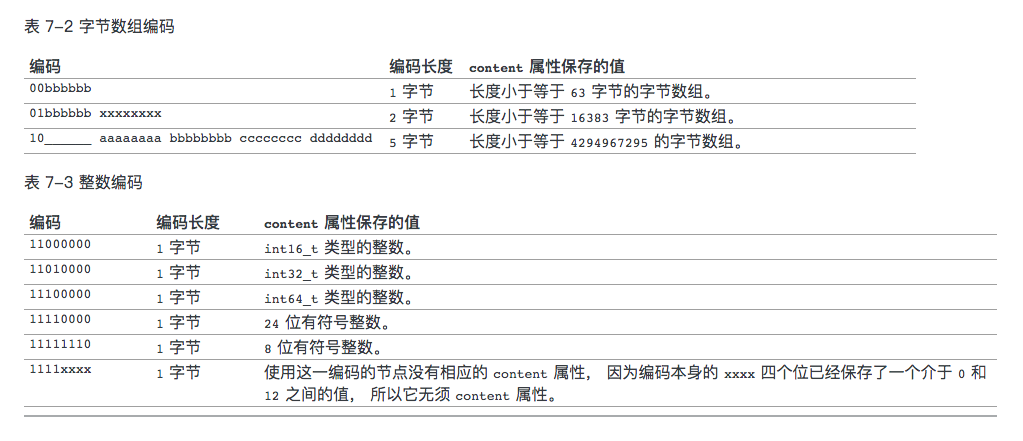 表 7-2 字节数组编码
编码 编码长度 content 属性保存的值
00bbbbbb 1 字节 长度小于等于 63 字节的字节数组。
01bbbbbb xxxxxxxx 2 字节 长度小于等于 16383 字节的字节数组。
10______ aaaaaaaa bbbbbbbb cccccccc dddddddd 5 字节 长度小于等于 4294967295 的字节数组。
表 7-3 整数编码
编码 编码长度 content 属性保存的值
11000000 1 字节 int16_t 类型的整数。
11010000 1 字节 int32_t 类型的整数。
11100000 1 字节 int64_t 类型的整数。
11110000 1 字节 24 位有符号整数。
11111110 1 字节 8 位有符号整数。
1111xxxx 1 字节 使用这一编码的节点没有相应的 content 属性, 因为编码本身的 xxxx 四个位已经保存了一个介于 0 和
12 之间的值, 所以它无须 content 属性。